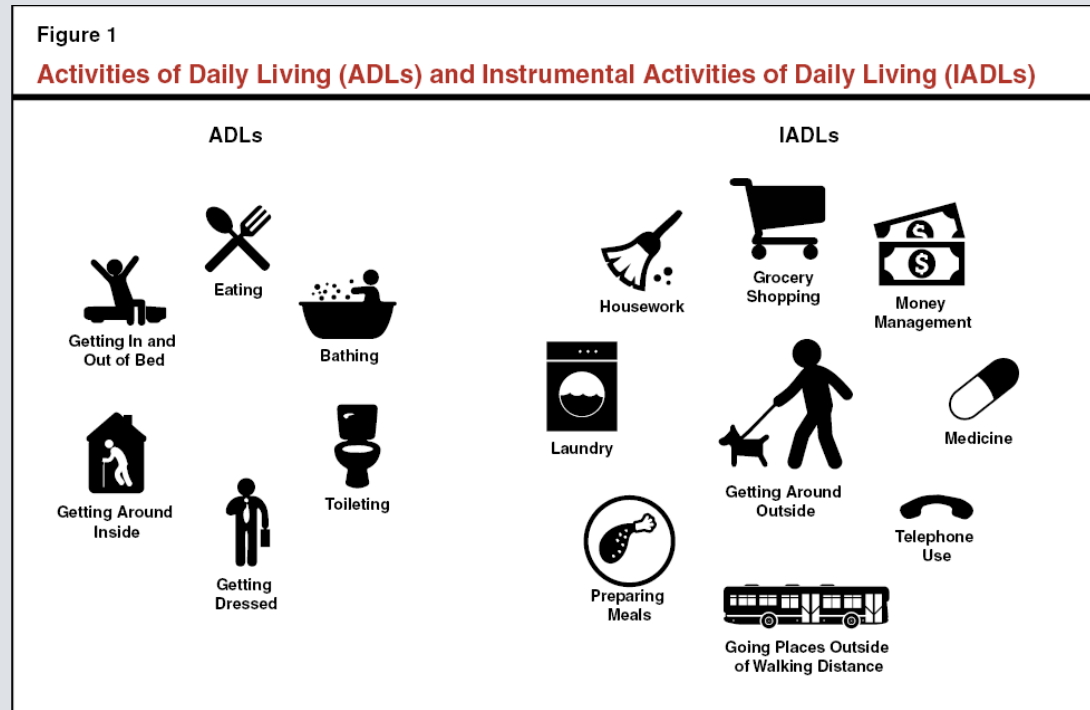 Figure 1
Activities of Daily Living (ADLs) and Instrumental Activities of Daily Living (IADLs)
ADLs
Eating
Getting In and
Out of Bed
Bathing
Getting Around
Inside
Toileting
Getting
Dressed
IADLs
Housework
Grocery
Shopping
Money
Management
Laundry
Getting Around
Outside
Medicine
Preparing
Meals
Telephone
Use
Going Places Outside
of Walking Distance
$
$